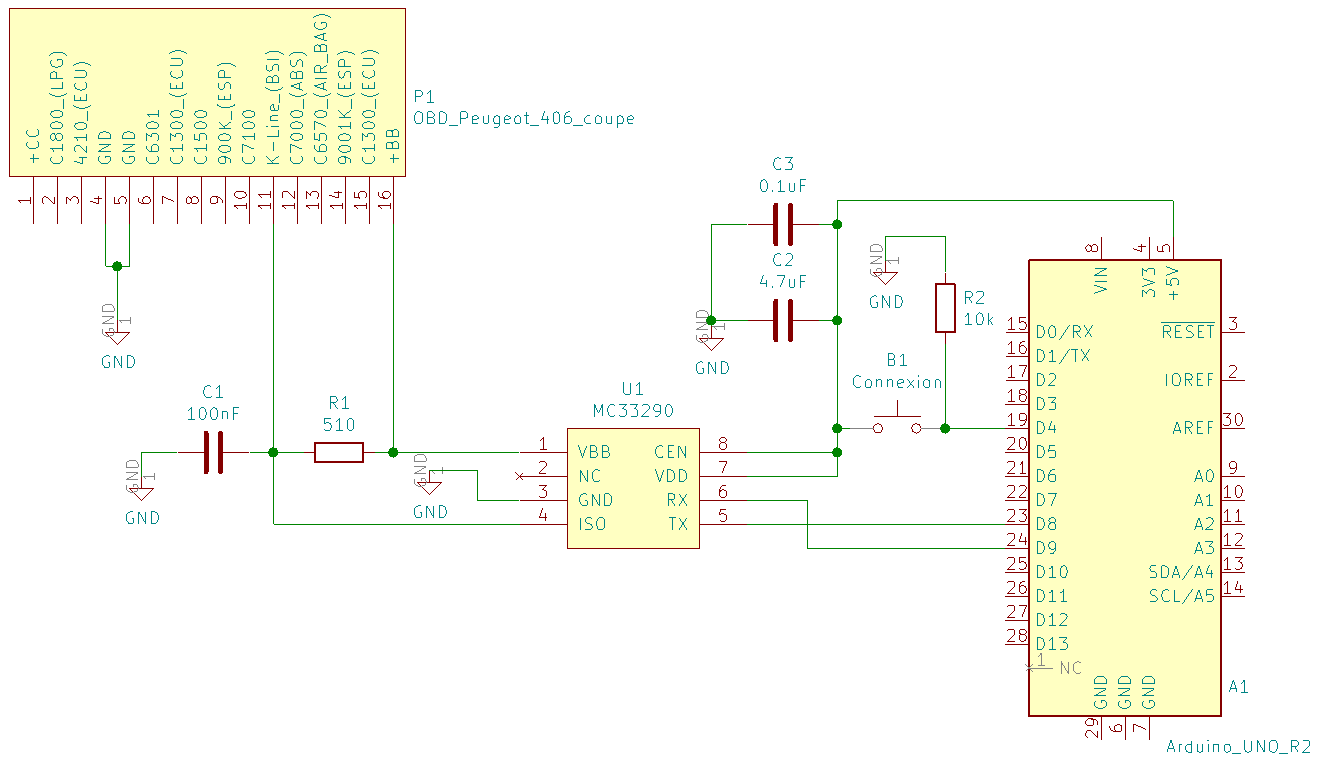 +CC
C1800_(LPG)
4210_(ECU)
GND
GND
C6301
C1300_(ECU)
C1500
900K_(ESP)
C7100
K-Line_(BSI)
C7000_(ABS)
C6570_(AIR_BAG)
9001K_(ESP)
C1300_(ECU)
+BB
1
2
3
4
5
6
7
8
9
10
11
12
13
14
15
16
P1
OBD_Peugeot_406_coupe
GND
1
GND
C1
100nF
GND
1
GND
R1
510
GND
1
GND
U1
MC33290
1
VBB
2
NC
3
GND
4
ISO
8
CEN
7
VDD
6
RX
5
TX
C3
0.1uF
C2
4.7uF
GND
1
GND
GND
1
GND
R2
10k
B1
Connexion
8
VIN
4
3V3
5
+5V
15
D0/RX
16
D1/TX
17
D2
18
D3
19
D4
20
D5
21
D6
22
D7
23
D8
24
D9
25
D10
26
D11
27
D12
28
D13
1
NC
3
RESET
2
IOREF
30
AREF
9
A0
10
A1
11
A2
12
A3
13
SDA/A4
14
SCL/A5
GND
29
GND
6
GND
7
A1
Arduino_UNO_R2